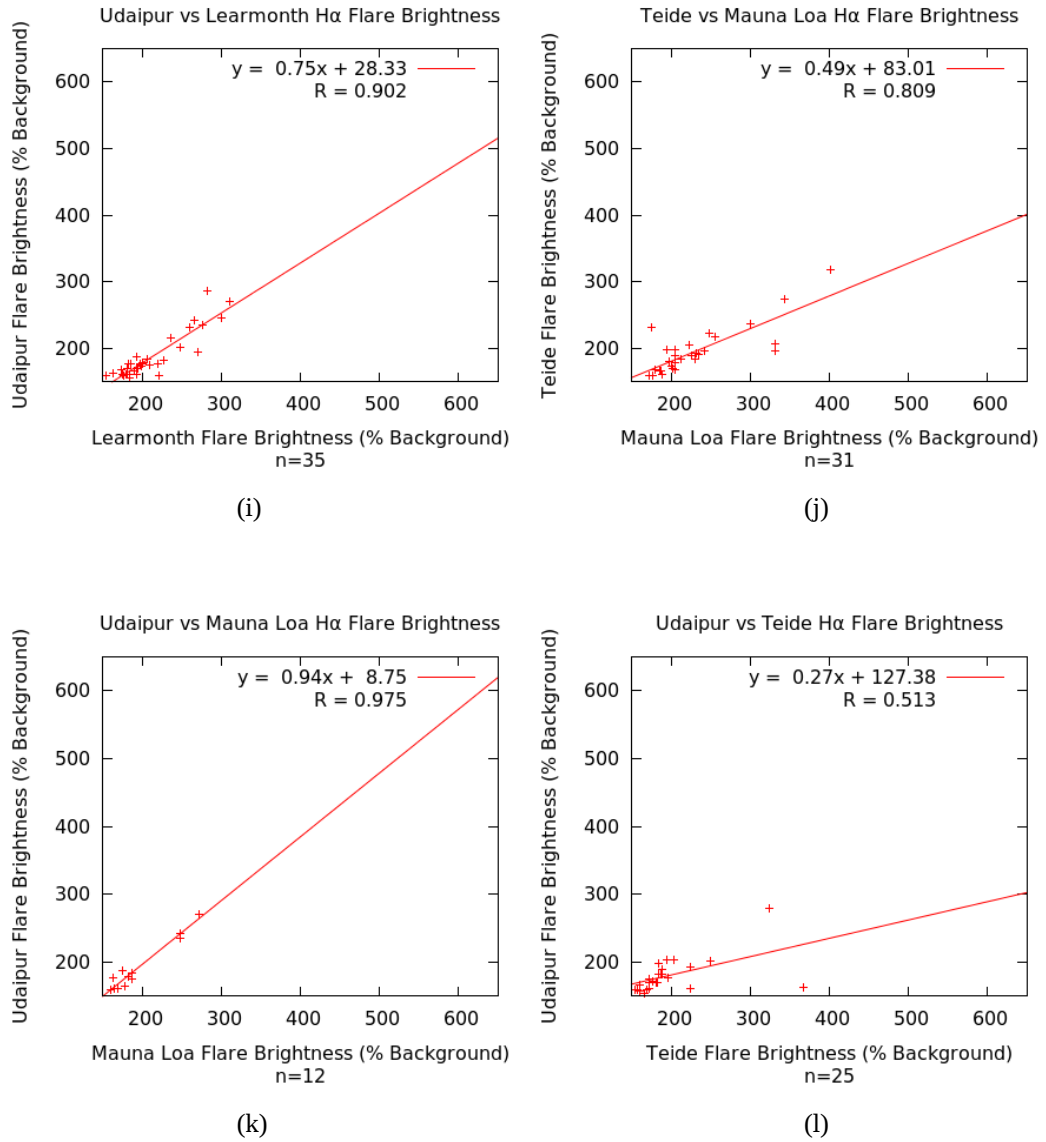 Udaipur vs Learmonth Hα Flare Brightness
y = 0.75x + 28.33
R = 0.902
Udaipur Flare Brightness (% Background)
600
500
400
300
200
200 300 400 500 600
Learmonth Flare Brightness (% Background)
n=35
(i)
Teide vs Mauna Loa Hα Flare Brightness
y = 0.49x + 83.01
R = 0.809
Teide Flare Brightness (% Background)
600
500
400
300
200
200 300 400 500 600
Mauna Loa Flare Brightness (% Background)
n=31
(j)
Udaipur vs Mauna Loa Hα Flare Brightness
y = 0.94x + 8.75
R = 0.975
Udaipur Flare Brightness (% Background)
600
500
400
300
200
200 300 400 500 600
Mauna Loa Flare Brightness (% Background)
n=12
(k)
Udaipur vs Teide Hα Flare Brightness
y = 0.27x + 127.38
R = 0.513
Udaipur Flare Brightness (% Background)
600
500
400
300
200
200 300 400 500 600
Teide Flare Brightness (% Background)
n=25
(l)